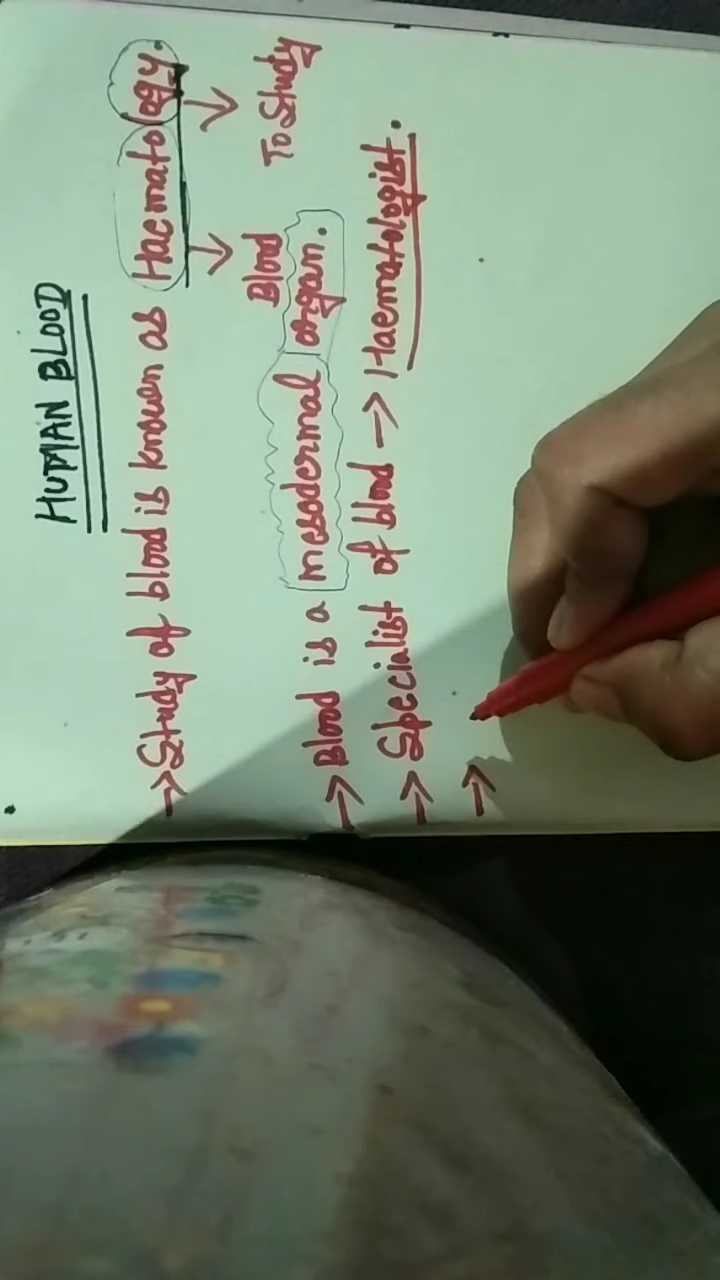 HUMAN BLOOD
→ Study of blood is known as Haematology.
Blood To Study
→ Blood is a mesodermal organ.
→ Specialist of blood → Haematologist.
→